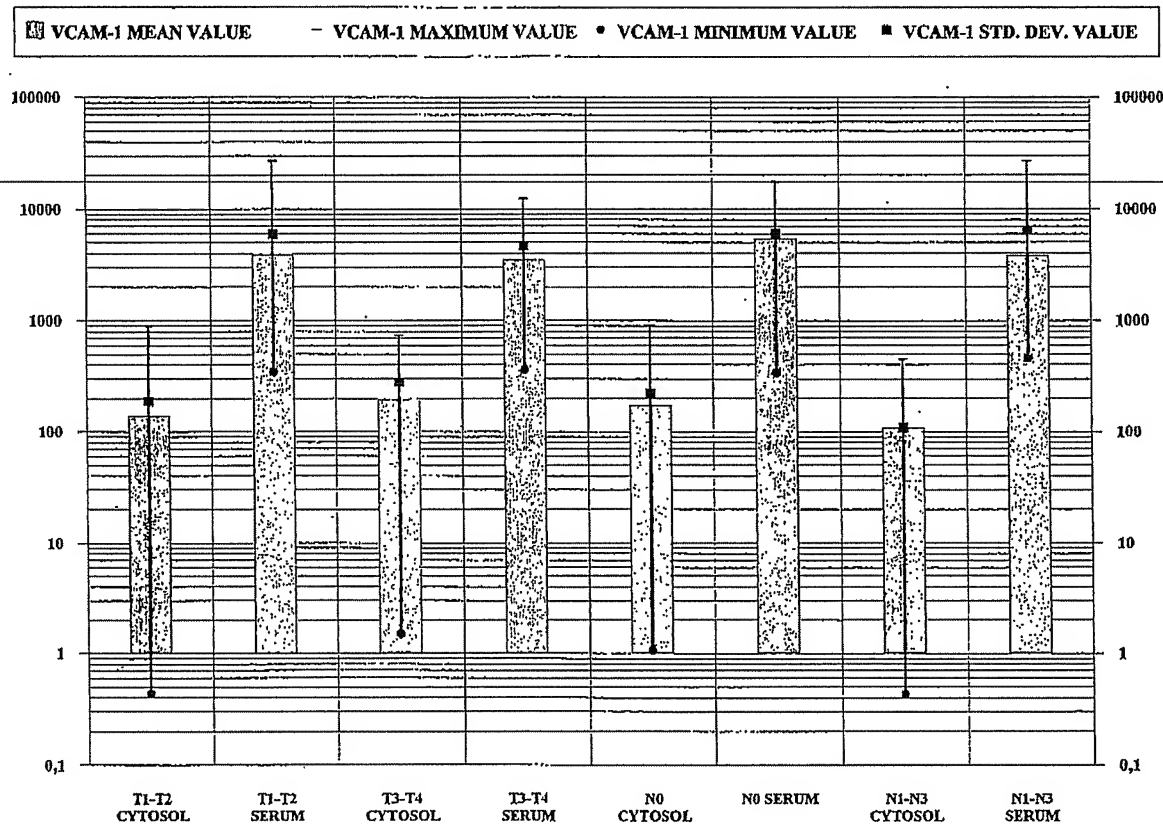 VCAM-1 MEAN VALUE – VCAM-1 MAXIMUM VALUE • VCAM-1 MINIMUM VALUE ■ VCAM-1 STD. DEV. VALUE
100000 100000
10000 10000
1000 1000
100 100
10 10
1 1
0,1 0,1
T1-T2 T1-T2 T3-T4 T3-T4 N0 N0 SERUM N1-N3 N1-N3
CYTOSOL SERUM CYTOSOL SERUM CYTOSOL CYTOSOL SERUM